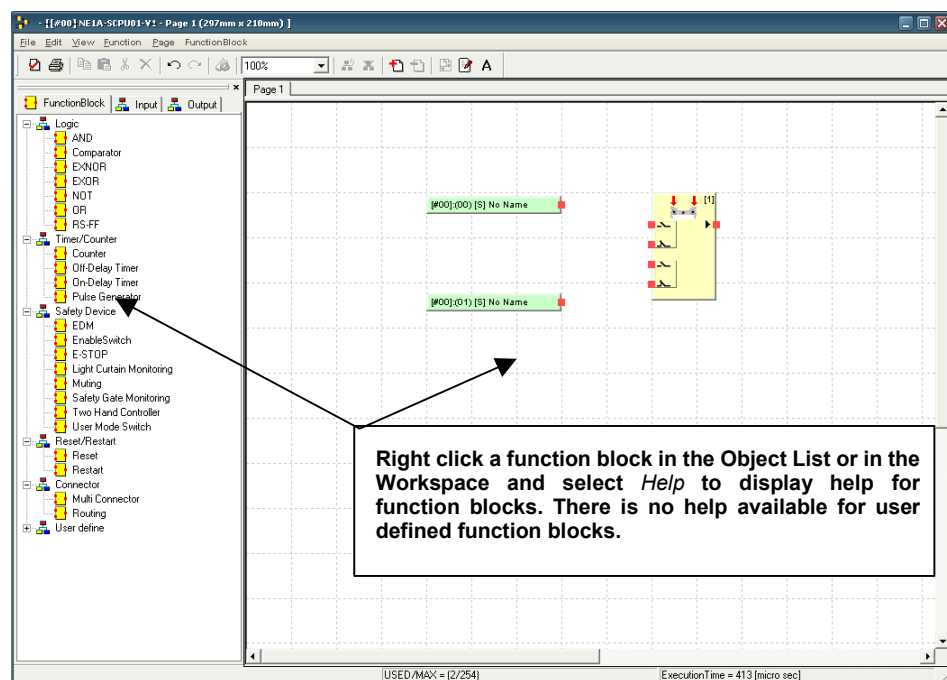 - [[#00] NE1A-SCPU01-V1 - Page 1 (297mm x 210mm) ]
File Edit View Function Page FunctionBlock
100%
A
Page 1
FunctionBlock Input Output
Logic
AND
Comparator
EXNOR
EXOR
NOT
OR
RS-FF
Timer/Counter
Counter
Off-Delay Timer
On-Delay Timer
Pulse Generator
Safety Device
EDM
EnableSwitch
E-STOP
Light Curtain Monitoring
Muting
Safety Gate Monitoring
Two Hand Controller
User Mode Switch
Reset/Restart
Reset
Restart
Connector
Multi Connector
Routing
User define
[#00]:(00) [S] No Name
[1]
[#00]:(01) [S] No Name
Right click a function block in the Object List or in the
Workspace and select Help to display help for
function blocks. There is no help available for user
defined function blocks.
USED/MAX = (2/254)
ExecutionTime = 413 [micro sec]